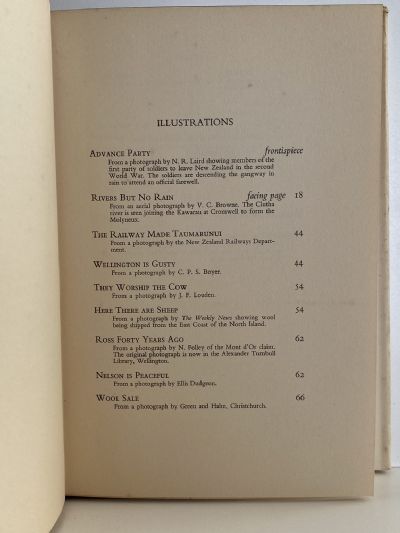 ILLUSTRATIONS
ADVANCE PARTY frontispiece
From a photograph by N. R. Laird showing members of the
first party of soldiers to leave New Zealand in the second
World War. The soldiers are descending the gangway in
rain to attend an official farewell.
RIVERS BUT NO RAIN facing page 18
From an aerial photograph by V. C. Browne. The Clutha
river is seen joining the Kawarau at Cromwell to form the
Molyneux.
THE RAILWAY MADE TAUMARUNUI 44
From a photograph by the New Zealand Railways Depart-
ment.
WELLINGTON IS GUSTY 44
From a photograph by C. P. S. Boyer.
THEY WORSHIP THE COW 54
From a photograph by J. F. Louden.
HERE THERE ARE SHEEP 54
From a photograph by The Weekly News showing wool
being shipped from the East Coast of the North Island.
ROSS FORTY YEARS AGO 62
From a photograph by N. Felley of the Mont d'Or claim.
The original photograph is now in the Alexander Turnbull
Library, Wellington.
NELSON IS PEACEFUL 62
From a photograph by Ellis Dudgeon.
WOOL SALE 66
From a photograph by Green and Hahn, Christchurch.